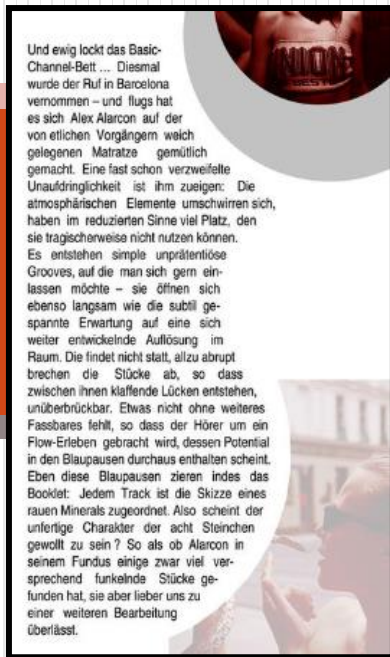 Und ewig lockt das Basic-
Channel-Bett ... Diesmal
wurde der Ruf in Barcelona
vernommen – und flugs hat
es sich Alex Alarcon auf der
von etlichen Vorgängern weich
gelegenen Matratze gemütlich
gemacht. Eine fast schon verzweifelte
Unaufdringlichkeit ist ihm zueigen: Die
atmosphärischen Elemente umschwirren sich,
haben im reduzierten Sinne viel Platz, den
sie tragischerweise nicht nutzen können.
Es entstehen simple unprätentiöse
Grooves, auf die man sich gern ein-
lassen möchte – sie öffnen sich
ebenso langsam wie die subtil ge-
spannte Erwartung auf eine sich
weiter entwickelnde Auflösung im
Raum. Die findet nicht statt, allzu abrupt
brechen die Stücke ab, so dass
zwischen ihnen klaffende Lücken entstehen,
unüberbrückbar. Etwas nicht ohne weiteres
Fassbares fehlt, so dass der Hörer um ein
Flow-Erleben gebracht wird, dessen Potential
in den Blaupausen durchaus enthalten scheint.
Eben diese Blaupausen zieren indes das
Booklet: Jedem Track ist die Skizze eines
rauen Minerals zugeordnet. Also scheint der
unfertige Charakter der acht Steinchen
gewollt zu sein ? So als ob Alarcon in
seinem Fundus einige zwar viel ver-
sprechend funkelnde Stücke ge-
funden hat, sie aber lieber uns zu
einer weiteren Bearbeitung
überlässt.
UNION